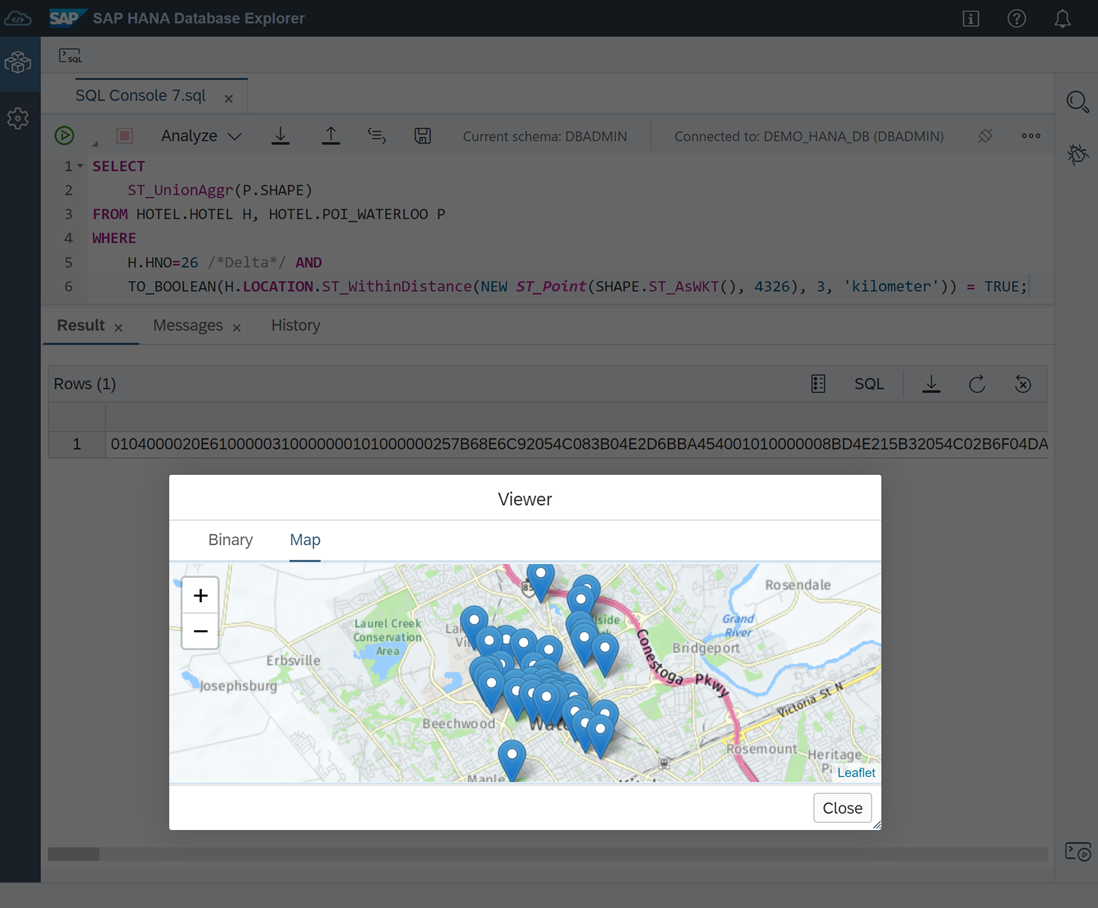 SAP SAP HANA Database Explorer
SQL
SQL Console 7.sql
Analyze
Current schema: DBADMIN
Connected to: DEMO_HANA_DB (DBADMIN)
1 SELECT
2 ST_UnionAggr(P.SHAPE)
3 FROM HOTEL.HOTEL H, HOTEL.POI_WATERLOO P
4 WHERE
5 H.HNO=26 /*Delta*/ AND
6 TO_BOOLEAN(H.LOCATION.ST_WithinDistance(NEW ST_Point(SHAPE.ST_AsWKT(), 4326), 3, 'kilometer')) = TRUE;
Result Messages History
Rows (1)
SQL
1 0104000020E6100000310000000101000000257B68E6C92054C083B04E2D6BBA454001010000008BD4E215B32054C02B6F04DA
Viewer
Binary Map
+
−
85
Rosendale
Laurel Creek
Conservation
Area
Grand
River
Bridgeport
Erbsville
Josephsburg
Conestoga Pkwy
Victoria St N
Beechwood
Rosemount
Heritage
Maple
Leaflet
Close